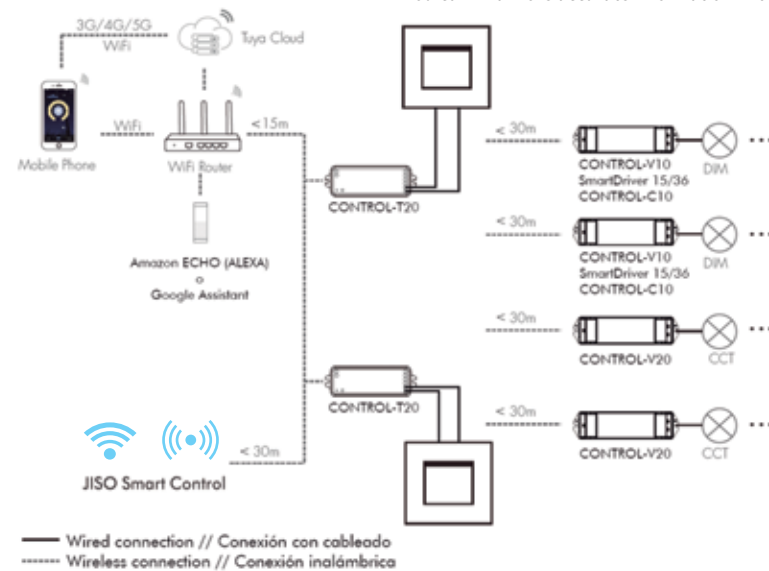 3G/4G/5G
WiFi
Tuya Cloud
WiFi
<15m
Mobile Phone
WiFi Router
CONTROL-T20
Amazon ECHO (ALEXA)
o
Google Assistant
< 30m
CONTROL-V10
SmartDriver 15/36
CONTROL-C10
DIM
< 30m
CONTROL-V10
SmartDriver 15/36
CONTROL-C10
DIM
< 30m
CONTROL-V20
CCT
CONTROL-T20
< 30m
CONTROL-V20
CCT
< 30m
JISO Smart Control
Wired connection // Conexión con cableado
Wireless connection // Conexión inalámbrica